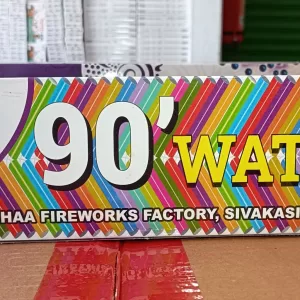 90' WAT
HAA FIREWORKS FACTORY, SIVAKASI